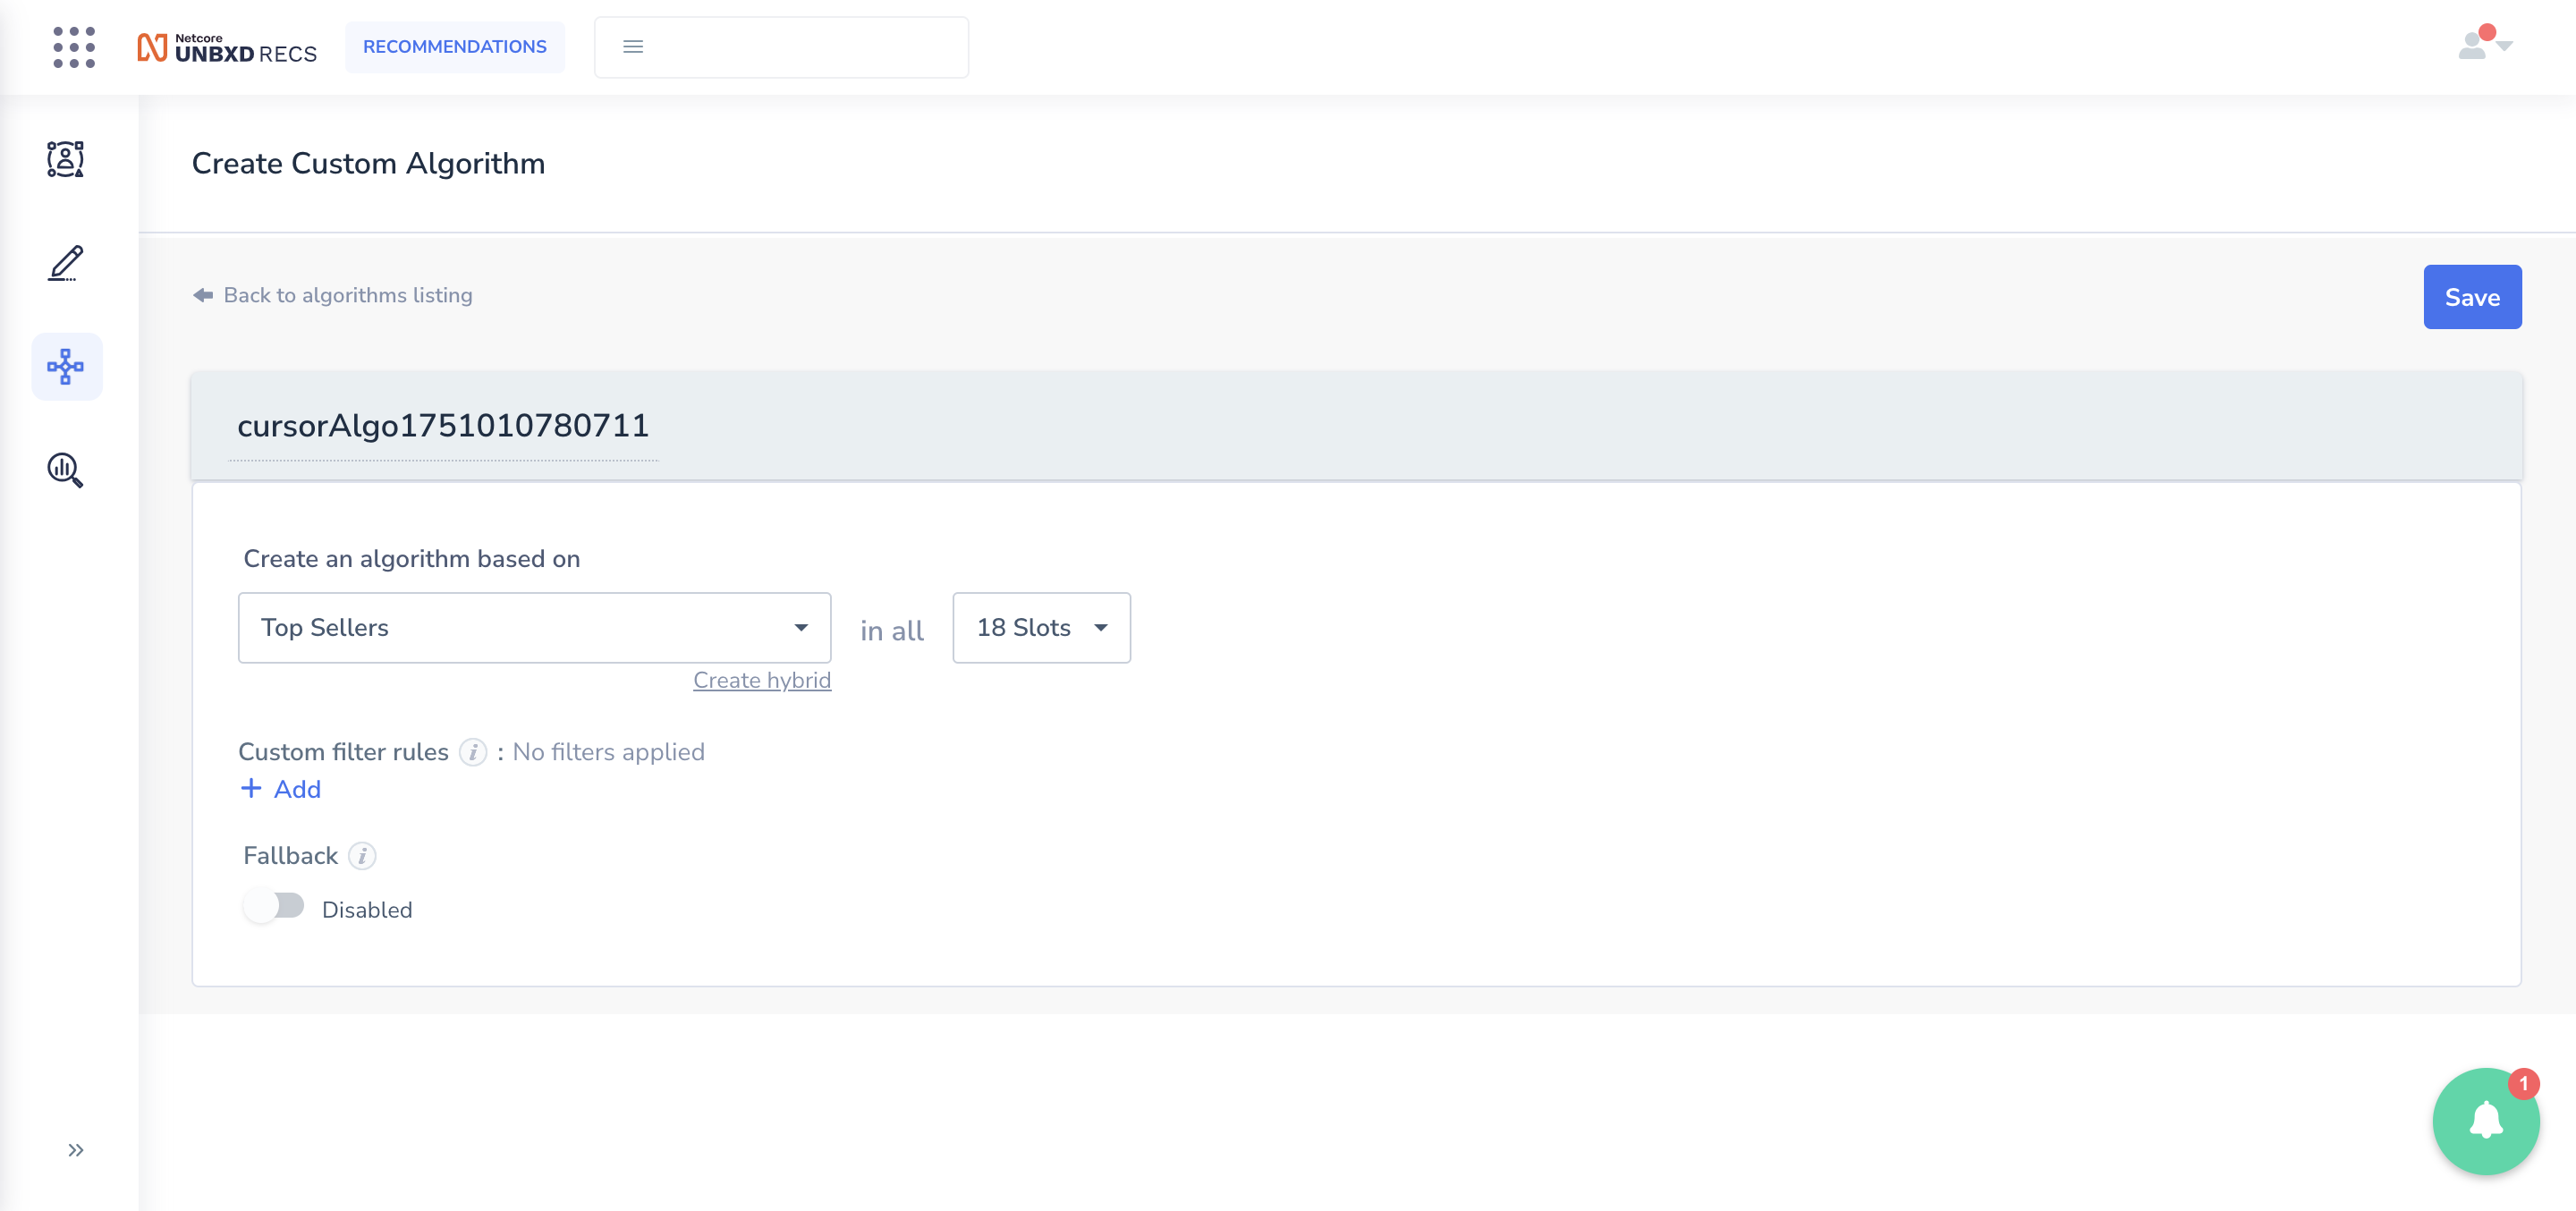 Netcore
UNBXD RECS
RECOMMENDATIONS
Create Custom Algorithm
Back to algorithms listing
Save
cursorAlgo1751010780711
Create an algorithm based on
Top Sellers in all 18 Slots
Create hybrid
Custom filter rules i : No filters applied
+ Add
Fallback i
Disabled
1